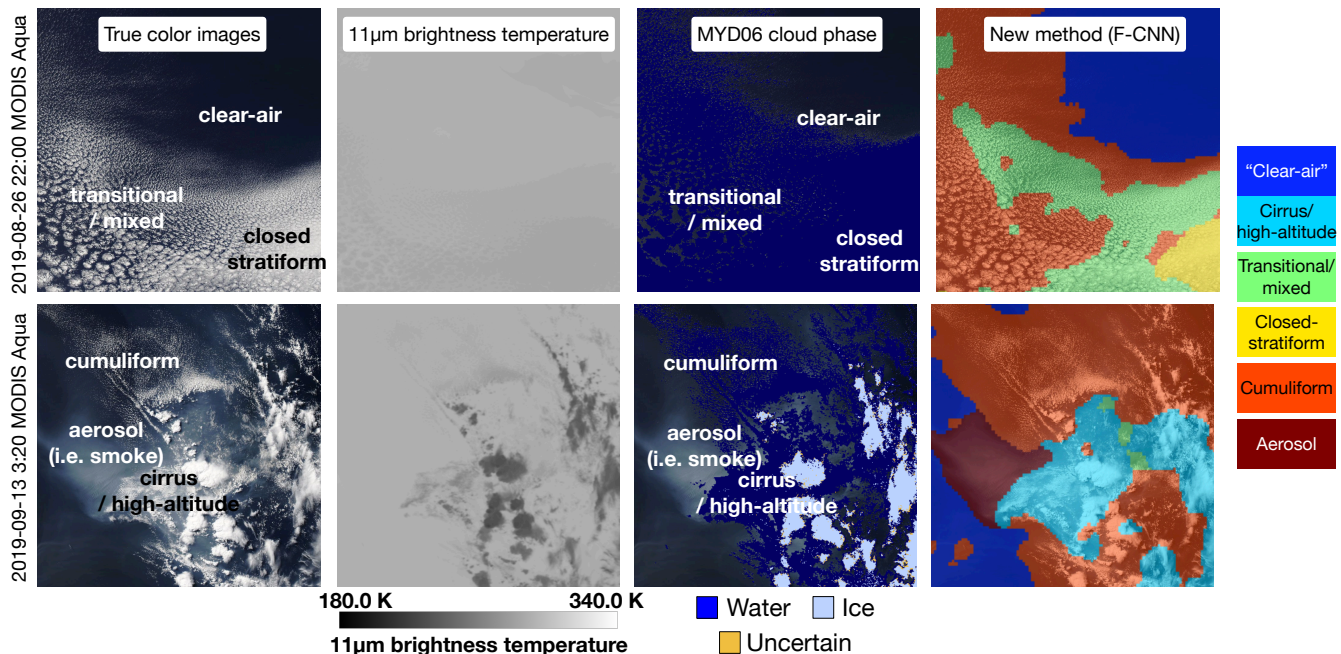 True color images
11µm brightness temperature
MYD06 cloud phase
New method (F-CNN)
2019-08-26 22:00 MODIS Aqua
clear-air
transitional
/ mixed
closed
stratiform
clear-air
transitional
/ mixed
closed
stratiform
2019-09-13 3:20 MODIS Aqua
cumuliform
aerosol
(i.e. smoke)
cirrus
/ high-altitude
cumuliform
aerosol
(i.e. smoke)
cirrus
/ high-altitude
"Clear-air"
Cirrus/
high-altitude
Transitional/
mixed
Closed-
stratiform
Cumuliform
Aerosol
180.0 K 340.0 K
11µm brightness temperature
Water Ice
Uncertain